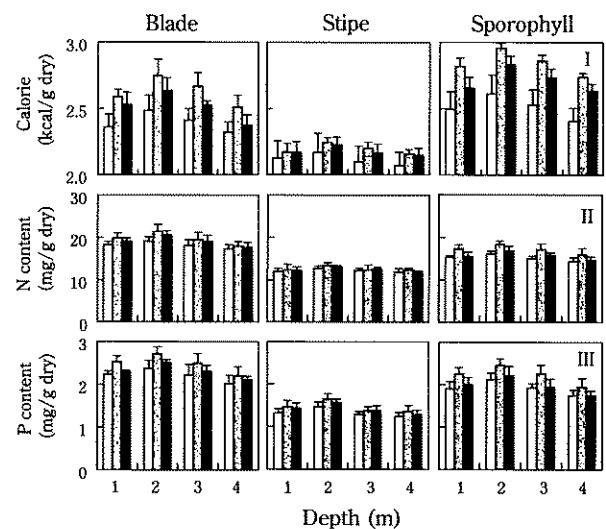 Blade Stipe Sporophyll
Calorie
(kcal/g dry)
3.0
2.5
2.0
I
N content
(mg/g dry)
30
20
10
0
II
P content
(mg/g dry)
3
2
1
0
III
1 2 3 4 1 2 3 4 1 2 3 4
Depth (m)